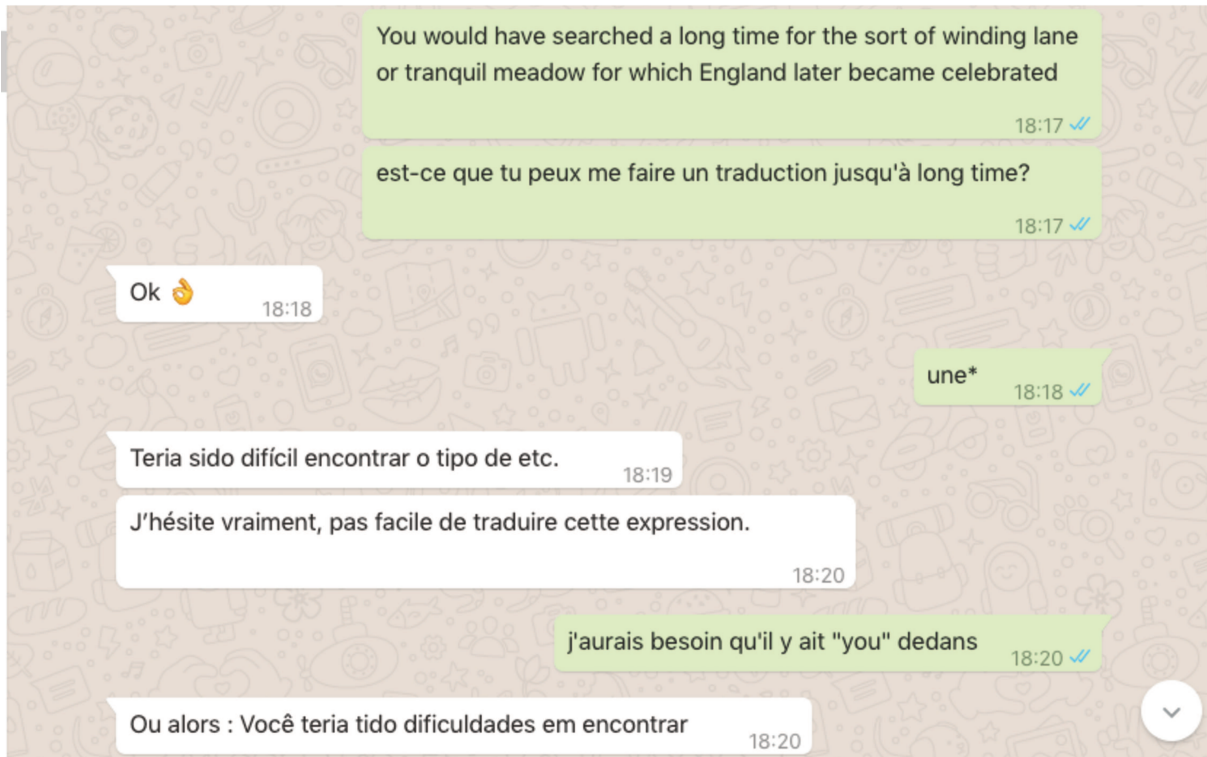 You would have searched a long time for the sort of winding lane
or tranquil meadow for which England later became celebrated
18:17
est-ce que tu peux me faire un traduction jusqu'à long time?
18:17
Ok 👌
18:18
une*
18:18
Teria sido difícil encontrar o tipo de etc.
18:19
J’hésite vraiment, pas facile de traduire cette expression.
18:20
j'aurais besoin qu'il y ait "you" dedans
18:20
Ou alors : Você teria tido dificuldades em encontrar
18:20